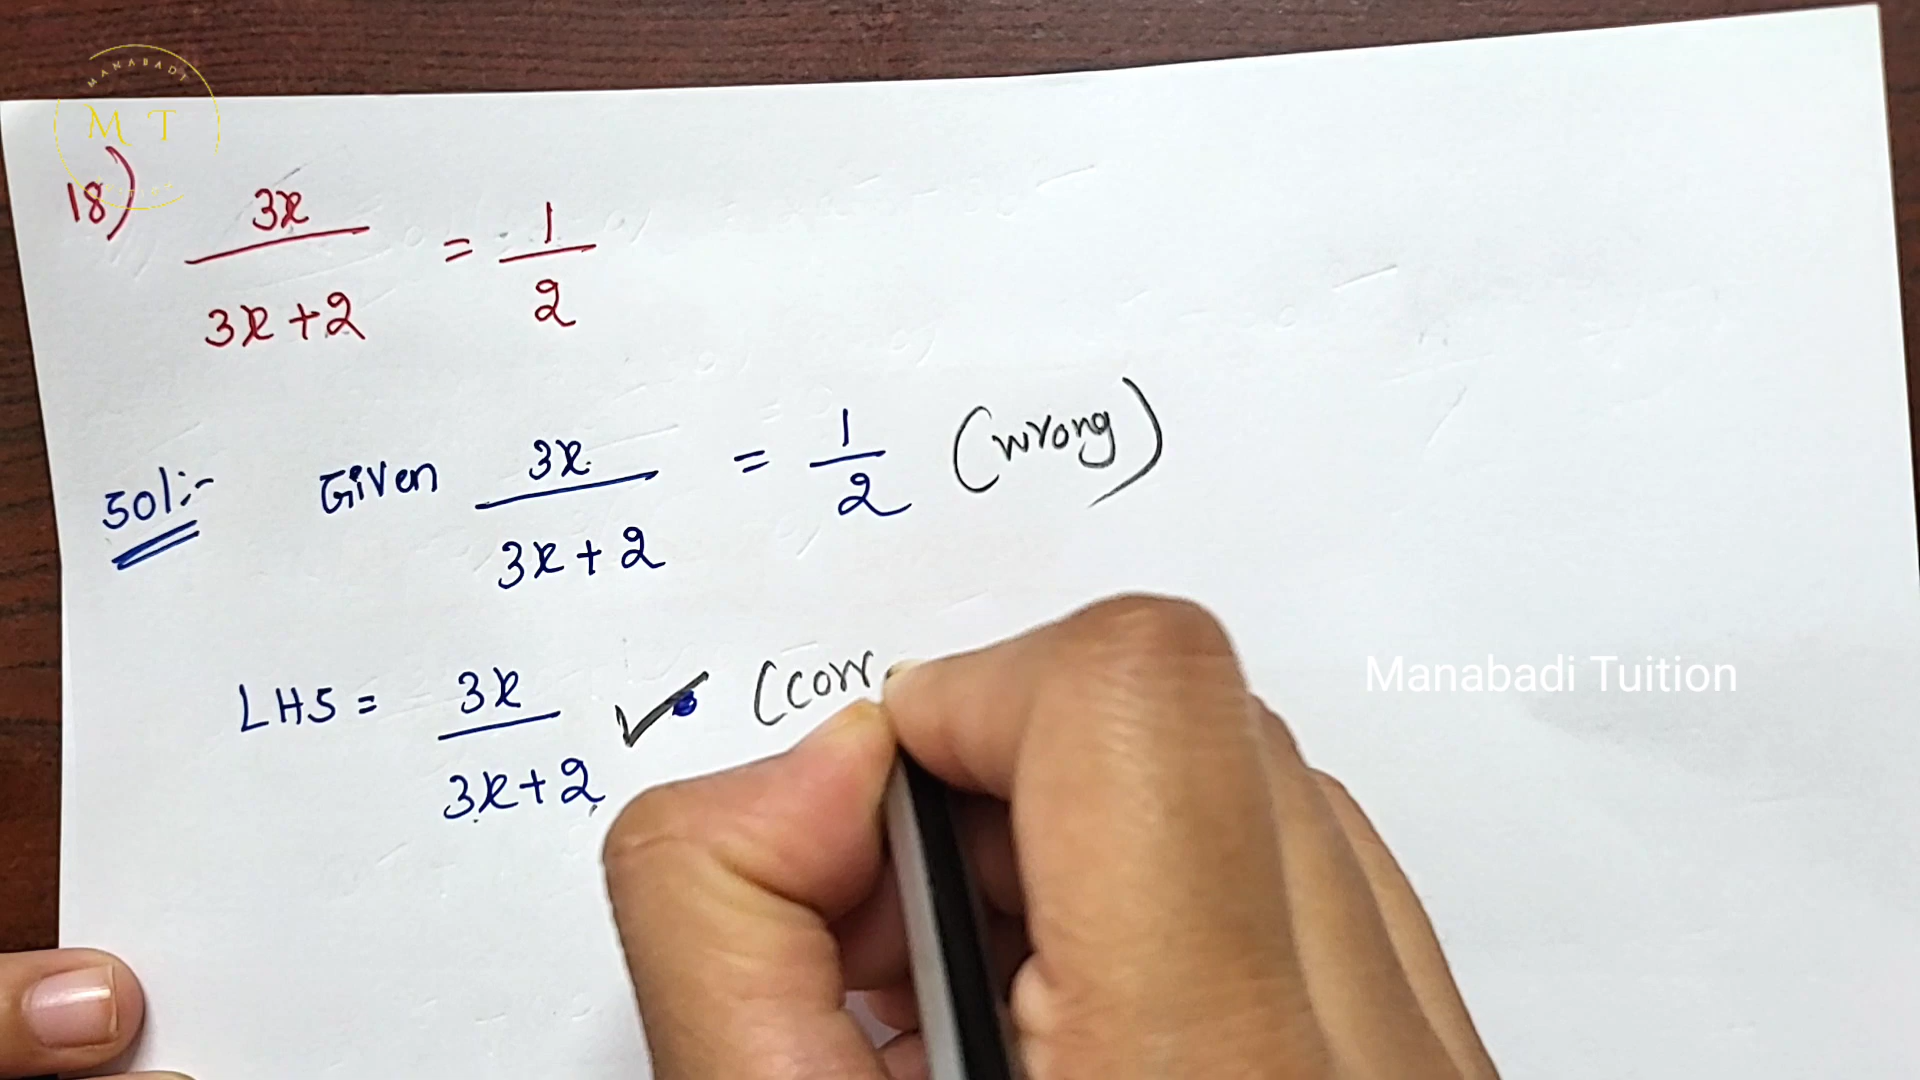 MANABADI
MT
18) 3x / 3x+2 = 1 / 2
Sol:- Given 3x / 3x+2 = 1 / 2 (wrong)
LHS = 3x / 3x+2 ✓ (corr
Manabadi Tuition